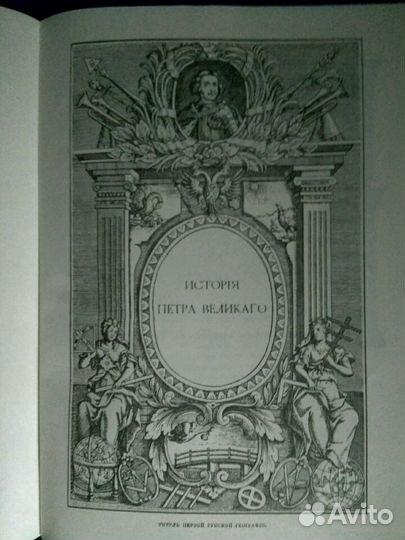 ИСТОРІЯ
ПЕТРА ВЕЛИКАГО
ТИТУЛЪ ПЕРВОЙ РУССКОЙ ГЕОГРАФІИ.
Avito